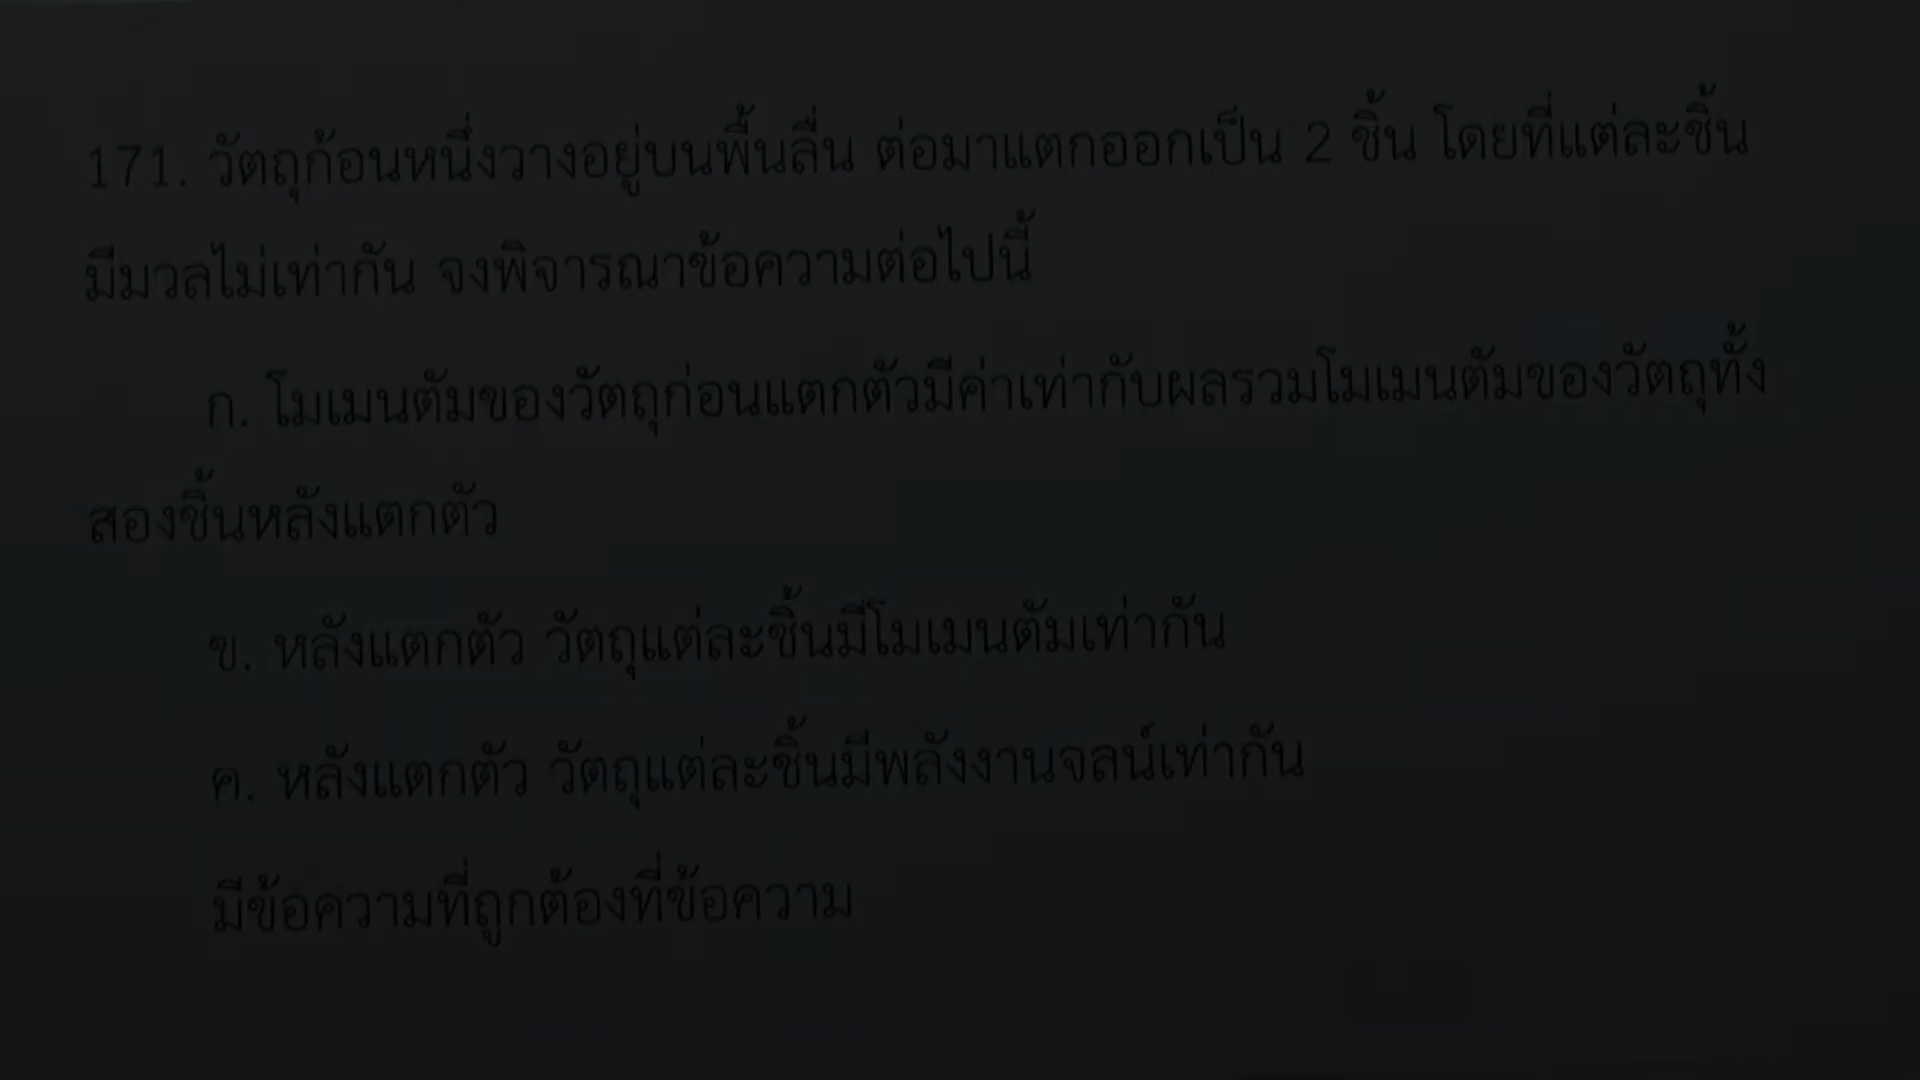 171. วัตถุก้อนหนึ่งวางอยู่บนพื้นลื่น ต่อมาแตกออกเป็น 2 ชิ้น โดยที่แต่ละชิ้น
มีมวลไม่เท่ากัน จงพิจารณาข้อความต่อไปนี้
ก. โมเมนตัมของวัตถุก่อนแตกตัวมีค่าเท่ากับผลรวมโมเมนตัมของวัตถุทั้ง
สองชิ้นหลังแตกตัว
ข. หลังแตกตัว วัตถุแต่ละชิ้นมีโมเมนตัมเท่ากัน
ค. หลังแตกตัว วัตถุแต่ละชิ้นมีพลังงานจลน์เท่ากัน
มีข้อความที่ถูกต้องที่ข้อความ